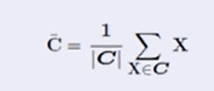 C̄ = 1/|C| ∑_{X∈C} X